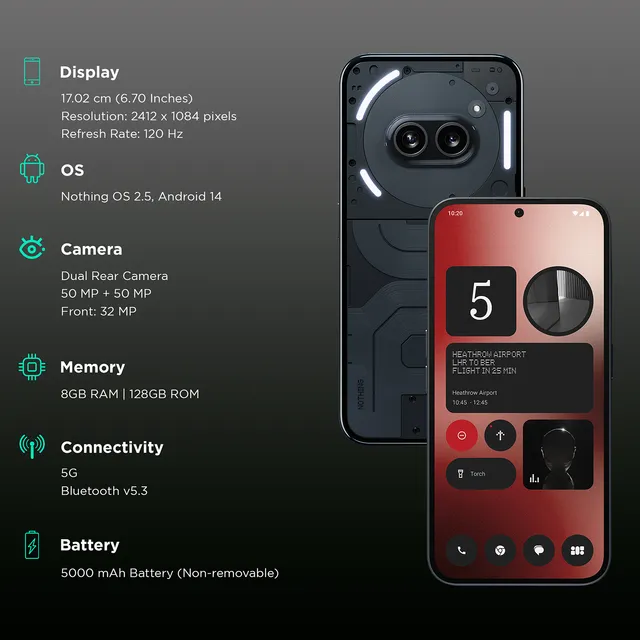 Display
17.02 cm (6.70 Inches)
Resolution: 2412 x 1084 pixels
Refresh Rate: 120 Hz
OS
Nothing OS 2.5, Android 14
Camera
Dual Rear Camera
50 MP + 50 MP
Front: 32 MP
Memory
8GB RAM | 128GB ROM
Connectivity
5G
Bluetooth v5.3
Battery
5000 mAh Battery (Non-removable)
NOTHING
10:20
5
HEATHROW AIRPORT
LHR TO BER
FLIGHT IN 25 MIN
Heathrow Airport
10:45 - 12:45
Torch